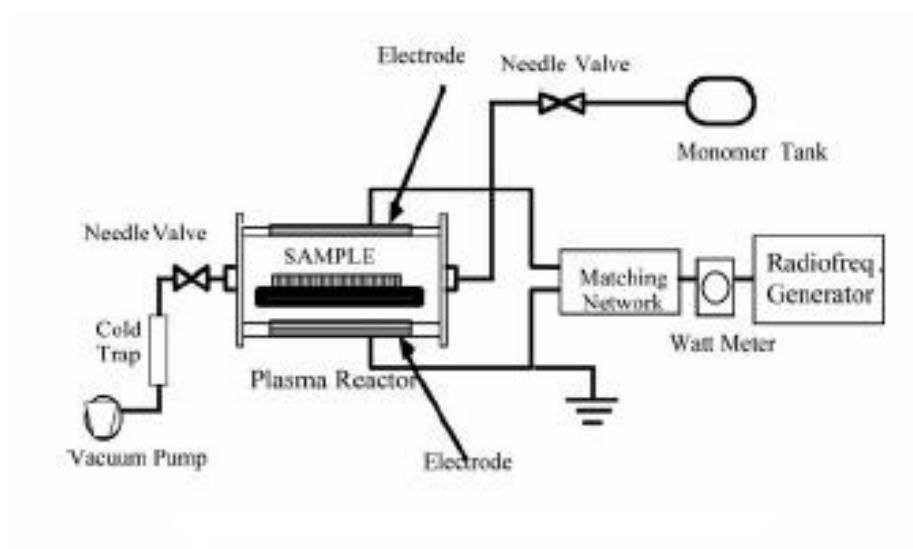 Electrode
Needle Valve
Monomer Tank
Needle Valve
SAMPLE
Radiofreq.
Generator
Matching
Network
Cold
Trap
Watt Meter
Plasma Reactor
Vacuum Pump
Electrode